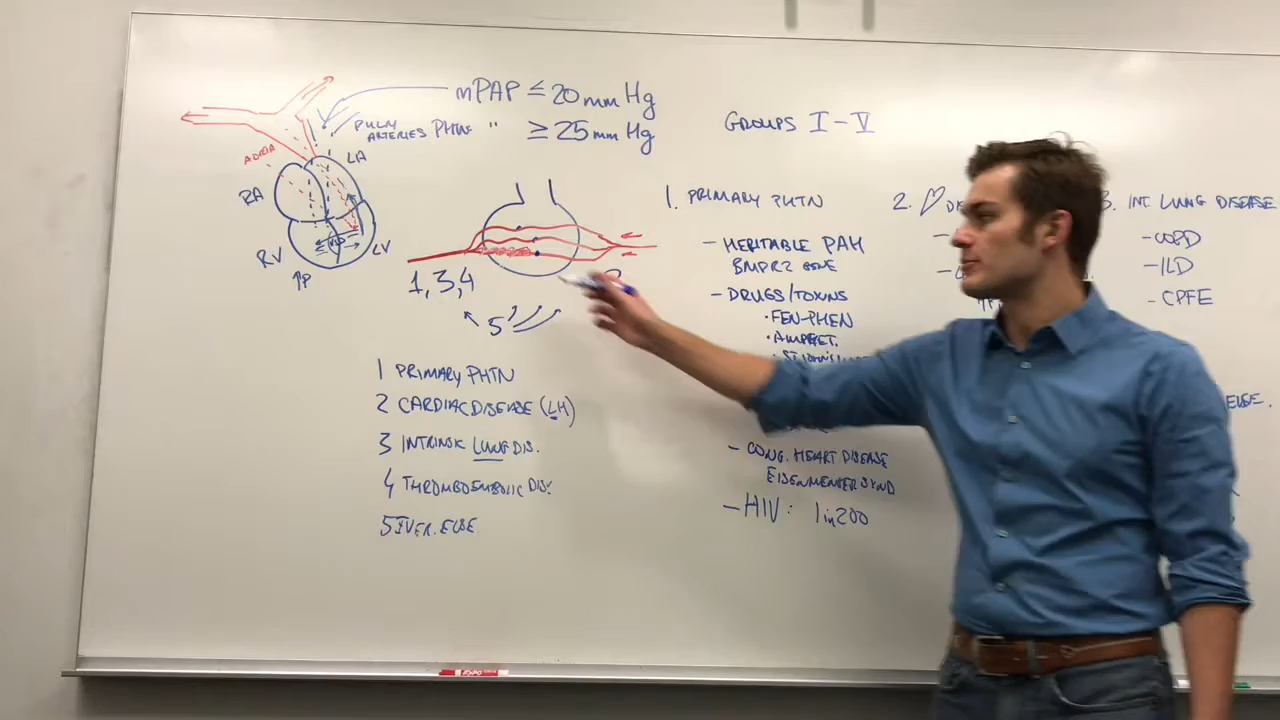 mPAP ≤ 20 mm Hg
PULM ARTERIES PHTN " ≥ 25 mm Hg
AORTA
LA
RA
RV
LV
VSD
↑P
1, 3, 4
5
1 PRIMARY PHTN
2 CARDIAC DISEASE (LH)
3 INTRINSIC LUNG DIS.
4 THROMBOEMBOLIC DIS.
5 EVER. ELSE
GROUPS I - V
1. PRIMARY PHTN
- HERITABLE PAH
BMPR2 GENE
- DRUGS/TOXINS
· FEN-PHEN
· AMPHET.
· ST JOHN'S
- CONG. HEART DISEASE
EISENMENGER SYND
- HIV: 1 in 200
2. ♡
3. INT LUNG DISEASE
- COPD
- ILD
- CPFE
ELSE.